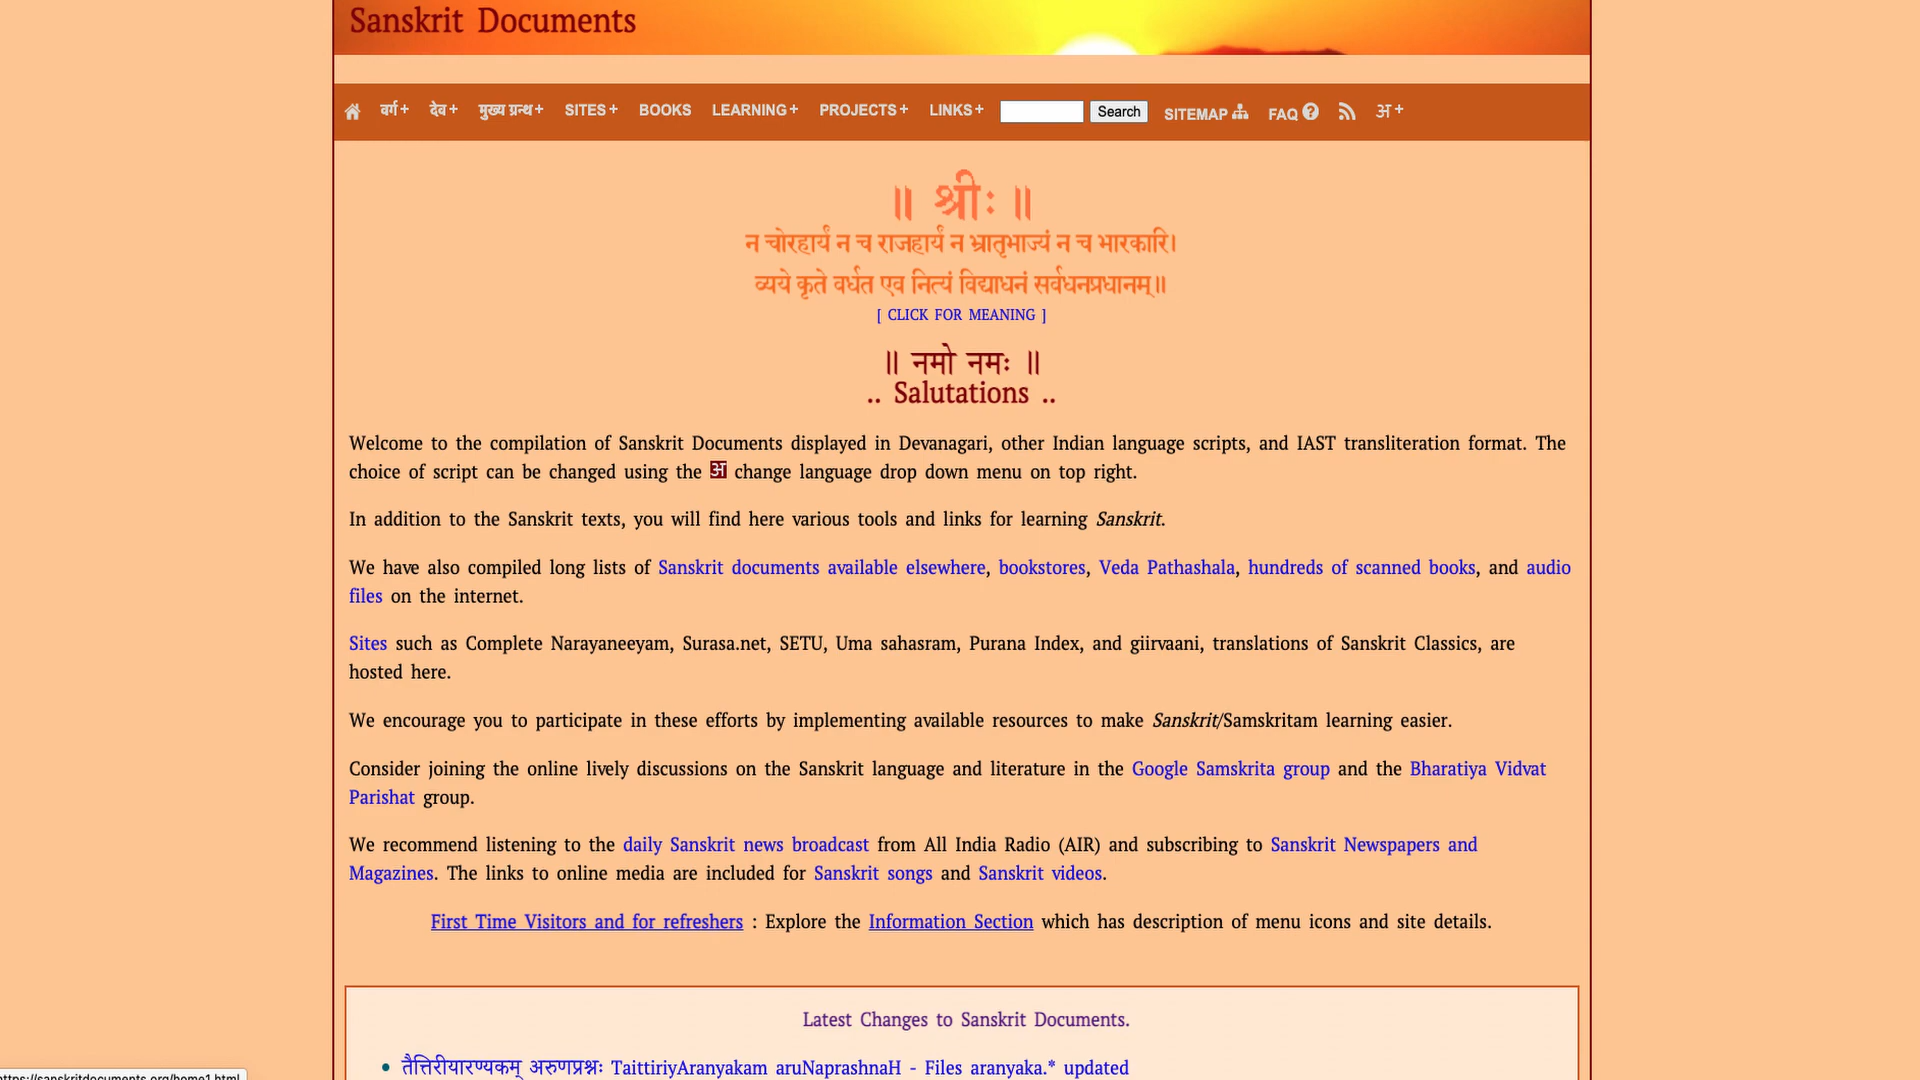 Sanskrit Documents
वर्ग+ देव+ मुख्य ग्रन्थ+ SITES+ BOOKS LEARNING+ PROJECTS+ LINKS+ Search SITEMAP FAQ अ+
॥ श्रीः ॥
न चोरहार्यं न च राजहार्यं न भ्रातृभाज्यं न च भारकारि।
व्यये कृते वर्धत एव नित्यं विद्याधनं सर्वधनप्रधानम्॥
[ CLICK FOR MEANING ]
॥ नमो नमः ॥
.. Salutations ..
Welcome to the compilation of Sanskrit Documents displayed in Devanagari, other Indian language scripts, and IAST transliteration format. The
choice of script can be changed using the अ change language drop down menu on top right.
In addition to the Sanskrit texts, you will find here various tools and links for learning Sanskrit.
We have also compiled long lists of Sanskrit documents available elsewhere, bookstores, Veda Pathashala, hundreds of scanned books, and audio
files on the internet.
Sites such as Complete Narayaneeyam, Surasa.net, SETU, Uma sahasram, Purana Index, and giirvaani, translations of Sanskrit Classics, are
hosted here.
We encourage you to participate in these efforts by implementing available resources to make Sanskrit/Samskritam learning easier.
Consider joining the online lively discussions on the Sanskrit language and literature in the Google Samskrita group and the Bharatiya Vidvat
Parishat group.
We recommend listening to the daily Sanskrit news broadcast from All India Radio (AIR) and subscribing to Sanskrit Newspapers and
Magazines. The links to online media are included for Sanskrit songs and Sanskrit videos.
First Time Visitors and for refreshers : Explore the Information Section which has description of menu icons and site details.
Latest Changes to Sanskrit Documents.
• तैत्तिरीयारण्यकम् अरुणप्रश्नः TaittiriyAranyakam aruNaprashnaH - Files aranyaka.* updated